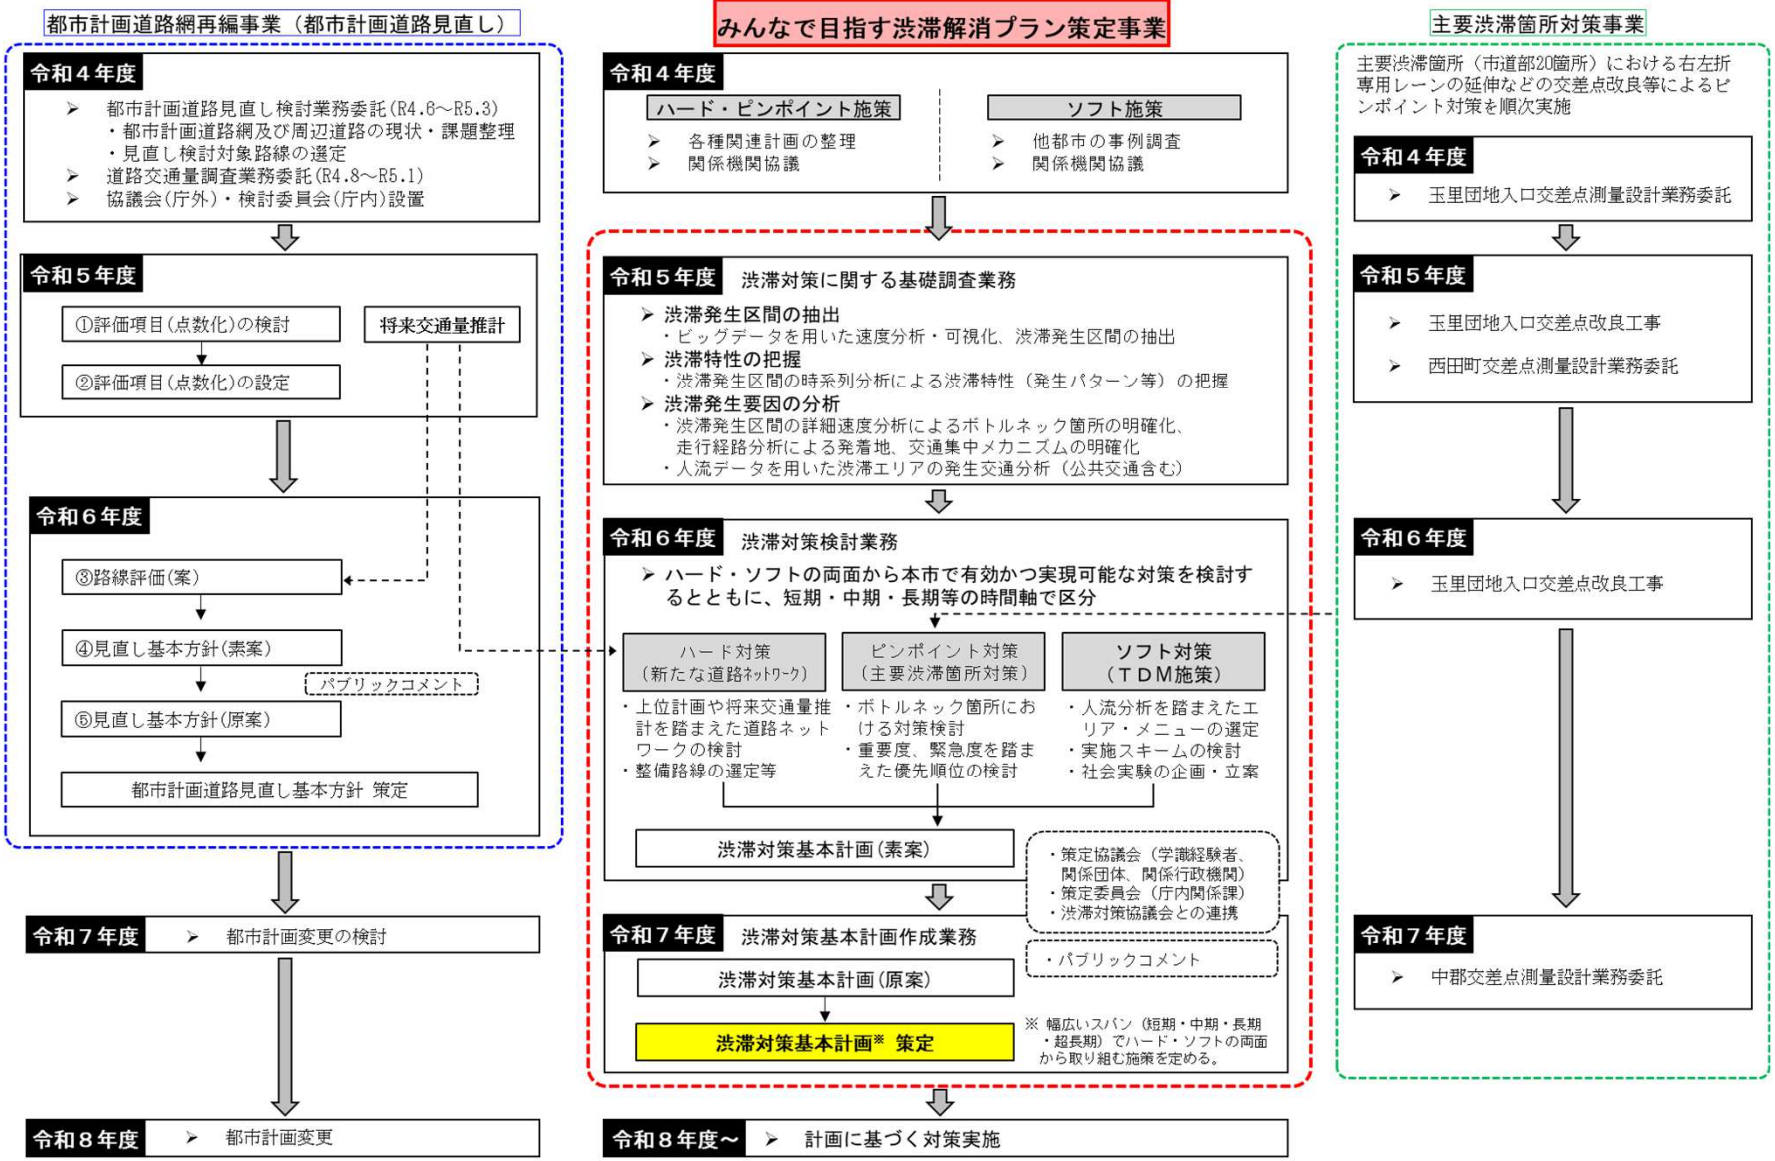 都市計画道路網再編事業（都市計画道路見直し）
令和４年度
➢ 都市計画道路見直し検討業務委託(R4.6～R5.3)
・都市計画道路網及び周辺道路の現状・課題整理
・見直し検討対象路線の選定
➢ 道路交通量調査業務委託(R4.8～R5.1)
➢ 協議会(庁外)・検討委員会(庁内)設置
令和５年度
①評価項目(点数化)の検討
将来交通量推計
②評価項目(点数化)の設定
令和６年度
③路線評価(案)
④見直し基本方針(素案)
パブリックコメント
⑤見直し基本方針(原案)
都市計画道路見直し基本方針 策定
令和７年度
➢ 都市計画変更の検討
令和８年度
➢ 都市計画変更
みんなで目指す渋滞解消プラン策定事業
令和４年度
ハード・ピンポイント施策
➢ 各種関連計画の整理
➢ 関係機関協議
ソフト施策
➢ 他都市の事例調査
➢ 関係機関協議
令和５年度 渋滞対策に関する基礎調査業務
➢ 渋滞発生区間の抽出
・ビッグデータを用いた速度分析・可視化、渋滞発生区間の抽出
➢ 渋滞特性の把握
・渋滞発生区間の時系列分析による渋滞特性（発生パターン等）の把握
➢ 渋滞発生要因の分析
・渋滞発生区間の詳細速度分析によるボトルネック箇所の明確化、
走行経路分析による発着地、交通集中メカニズムの明確化
・人流データを用いた渋滞エリアの発生交通分析（公共交通含む）
令和６年度 渋滞対策検討業務
➢ ハード・ソフトの両面から本市で有効かつ実現可能な対策を検討す
るとともに、短期・中期・長期等の時間軸で区分
ハード対策
(新たな道路ﾈｯﾄﾜｰｸ)
・上位計画や将来交通量推
計を踏まえた道路ネット
ワークの検討
・整備路線の選定等
ピンポイント対策
(主要渋滞箇所対策)
・ボトルネック箇所にお
ける対策検討
・重要度、緊急度を踏ま
えた優先順位の検討
ソフト対策
(ＴＤＭ施策)
・人流分析を踏まえたエ
リア・メニューの選定
・実施スキームの検討
・社会実験の企画・立案
渋滞対策基本計画(素案)
・策定協議会（学識経験者、
関係団体、関係行政機関)
・策定委員会（庁内関係課）
・渋滞対策協議会との連携
令和７年度 渋滞対策基本計画作成業務
・パブリックコメント
渋滞対策基本計画(原案)
渋滞対策基本計画※ 策定
※ 幅広いスパン（短期・中期・長期
・超長期）でハード・ソフトの両面
から取り組む施策を定める。
令和８年度～
➢ 計画に基づく対策実施
主要渋滞箇所対策事業
主要渋滞箇所（市道部20箇所）における右左折
専用レーンの延伸などの交差点改良等によるピ
ンポイント対策を順次実施
令和４年度
➢ 玉里団地入口交差点測量設計業務委託
令和５年度
➢ 玉里団地入口交差点改良工事
➢ 西田町交差点測量設計業務委託
令和６年度
➢ 玉里団地入口交差点改良工事
令和７年度
➢ 中郡交差点測量設計業務委託